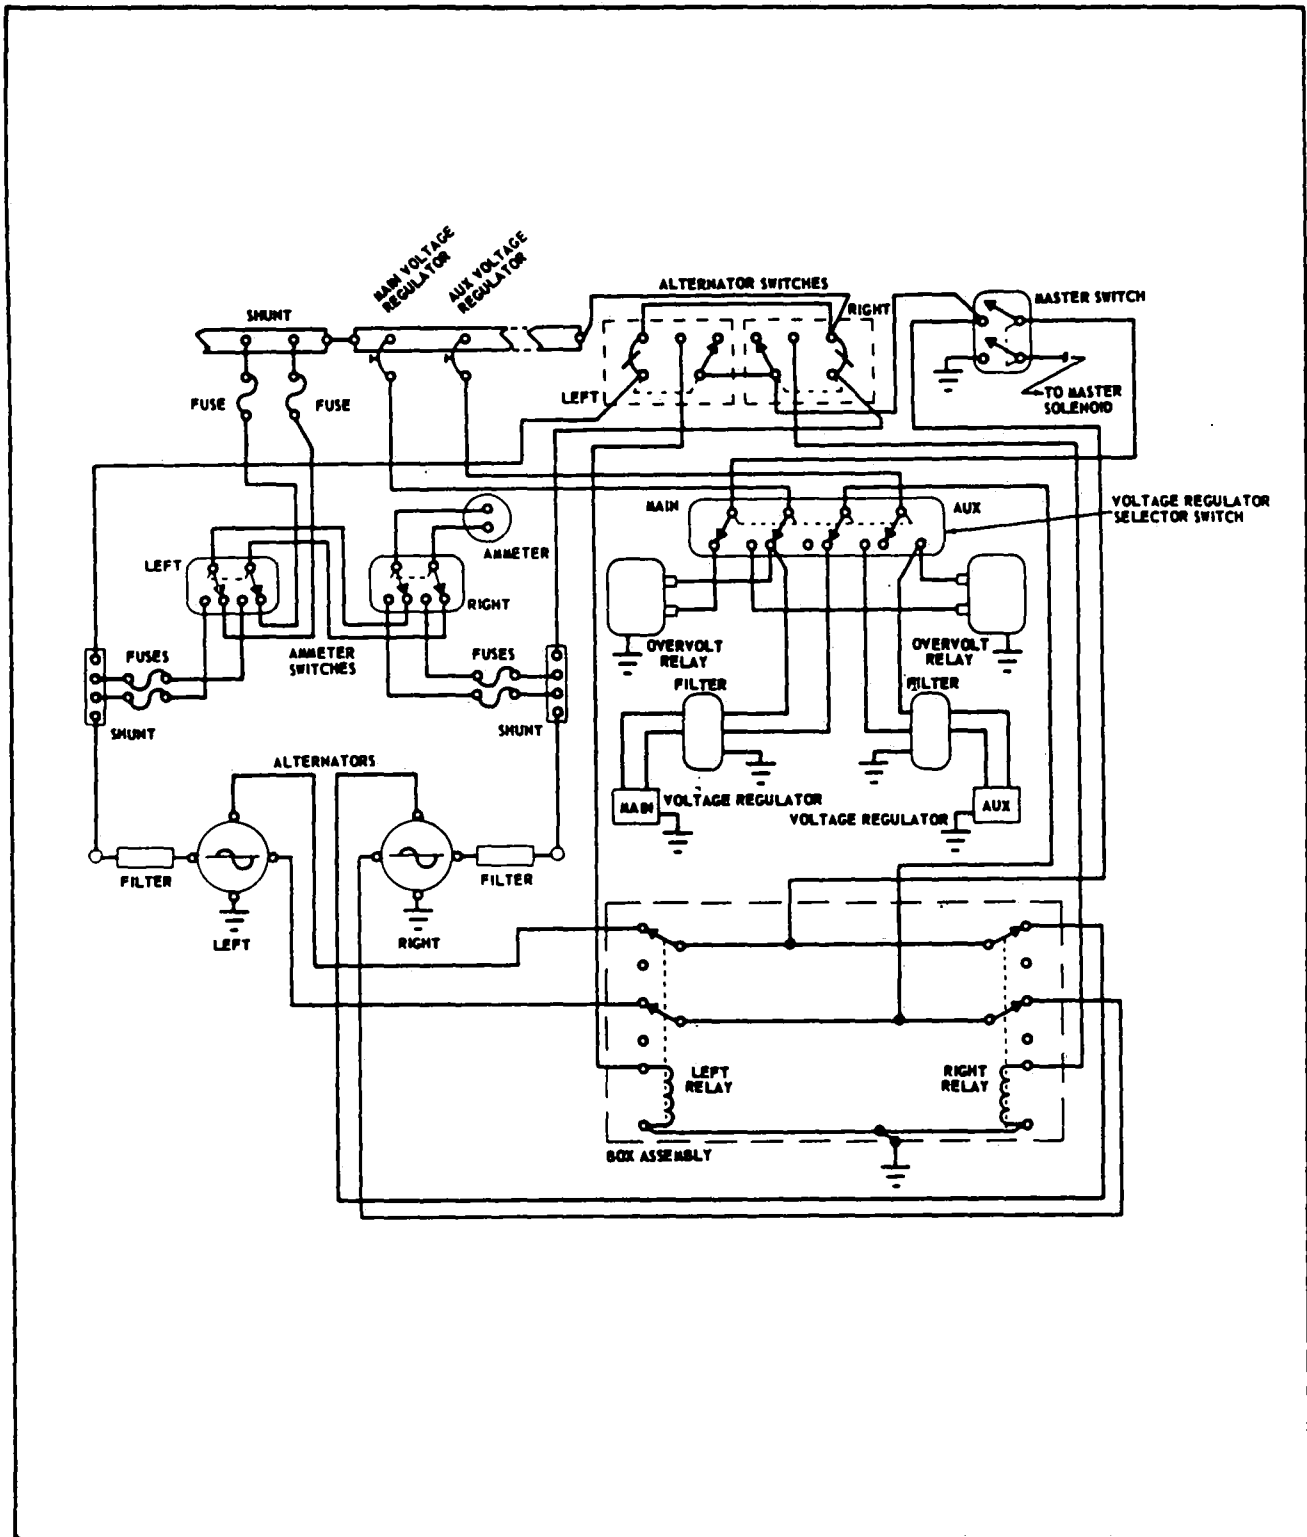 MAIN VOLTAGE
REGULATOR
AUX VOLTAGE
REGULATOR
ALTERNATOR SWITCHES
MASTER SWITCH
SHUNT
RIGHT
FUSE
FUSE
LEFT
TO MASTER
SOLENOID
MAIN
AUX
VOLTAGE REGULATOR
SELECTOR SWITCH
AMMETER
LEFT
RIGHT
OVERVOLT
RELAY
OVERVOLT
RELAY
FUSES
AMMETER
SWITCHES
FUSES
FILTER
FILTER
SHUNT
SHUNT
ALTERNATORS
MAIN
VOLTAGE REGULATOR
VOLTAGE REGULATOR
AUX
FILTER
FILTER
LEFT
RIGHT
LEFT
RELAY
RIGHT
RELAY
BOX ASSEMBLY